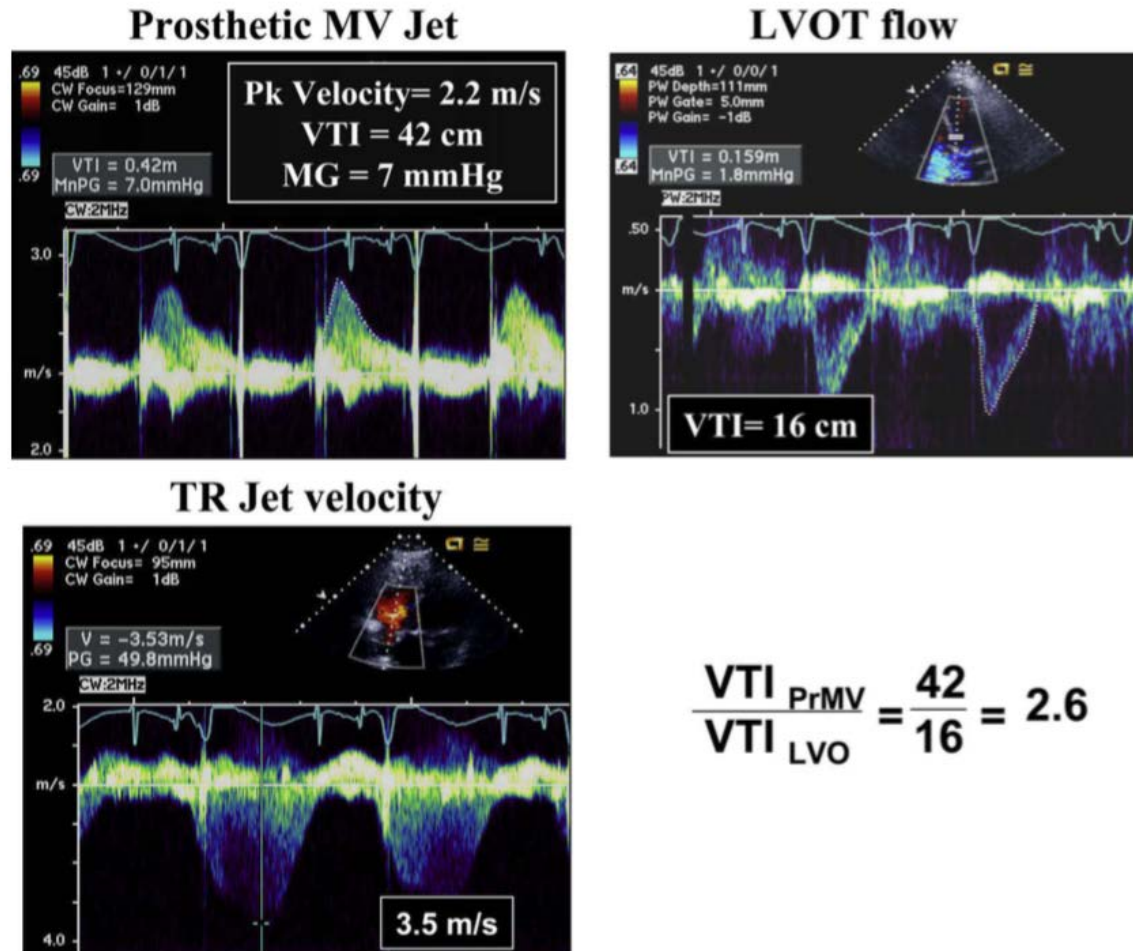 Prosthetic MV Jet
.69
45dB 1 +/ 0/1/1
CW Focus=129mm
CW Gain= 1dB
.69
VTI = 0.42m
MnPG = 7.0mmHg
CW:2MHz
Pk Velocity= 2.2 m/s
VTI = 42 cm
MG = 7 mmHg
3.0
m/s
2.0
LVOT flow
.64
45dB 1 +/ 0/0/1
PW Depth=111mm
PW Gate= 5.0mm
PW Gain= -1dB
.64
VTI = 0.159m
MnPG = 1.8mmHg
PW:2MHz
.50
m/s
1.0
VTI= 16 cm
TR Jet velocity
.69
45dB 1 +/ 0/1/1
CW Focus= 95mm
CW Gain= 1dB
.69
V = -3.53m/s
PG = 49.8mmHg
CW:2MHz
2.0
m/s
4.0
3.5 m/s
VTI PrMV = 42 = 2.6
VTI LVO 16